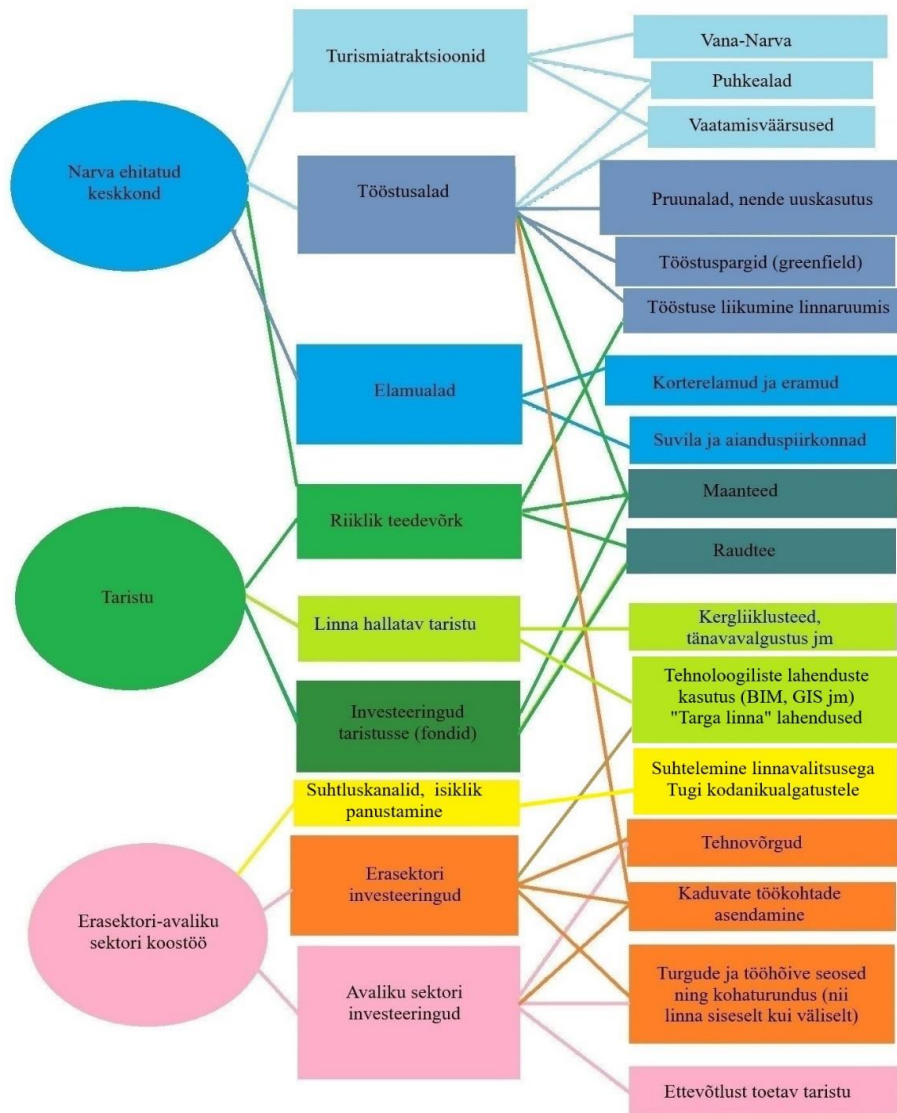 Narva ehitatud
keskkond
Taristu
Erasektori-avaliku
sektori koostöö
Turismiatraktsioonid
Tööstusalad
Elamualad
Riiklik teedevõrk
Linna hallatav taristu
Investeeringud
taristusse (fondid)
Suhtluskanalid, isiklik
panustamine
Erasektori
investeeringud
Avaliku sektori
investeeringud
Vana-Narva
Puhkealad
Vaatamisväärsused
Pruunalad, nende uuskasutus
Tööstuspargid (greenfield)
Tööstuse liikumine linnaruumis
Korterelamud ja eramud
Suvila ja aianduspiirkonnad
Maanteed
Raudtee
Kergliiklusteed,
tänavavalgustus jm
Tehnoloogiliste lahenduste
kasutus (BIM, GIS jm)
"Targa linna" lahendused
Suhtelemine linnavalitsusega
Tugi kodanikualgatustele
Tehnovõrgud
Kaduvate töökohtade
asendamine
Turgude ja tööhõive seosed
ning kohaturundus (nii
linna siseselt kui väliselt)
Ettevõtlust toetav taristu